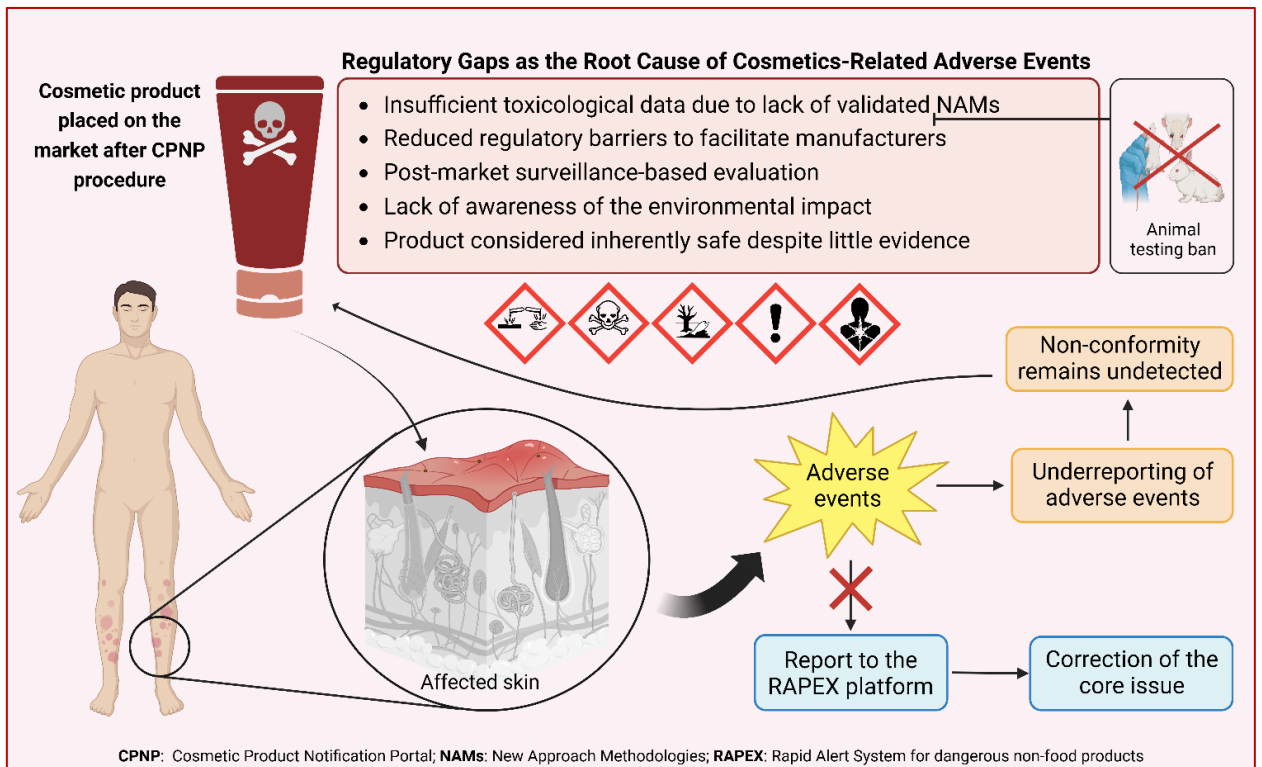 Regulatory Gaps as the Root Cause of Cosmetics-Related Adverse Events
Cosmetic product
placed on the
market after CPNP
procedure
• Insufficient toxicological data due to lack of validated NAMs
• Reduced regulatory barriers to facilitate manufacturers
• Post-market surveillance-based evaluation
• Lack of awareness of the environmental impact
• Product considered inherently safe despite little evidence
Animal
testing ban
Non-conformity
remains undetected
Adverse
events
Underreporting of
adverse events
Report to the
RAPEX platform
Correction of the
core issue
Affected skin
CPNP: Cosmetic Product Notification Portal; NAMs: New Approach Methodologies; RAPEX: Rapid Alert System for dangerous non-food products